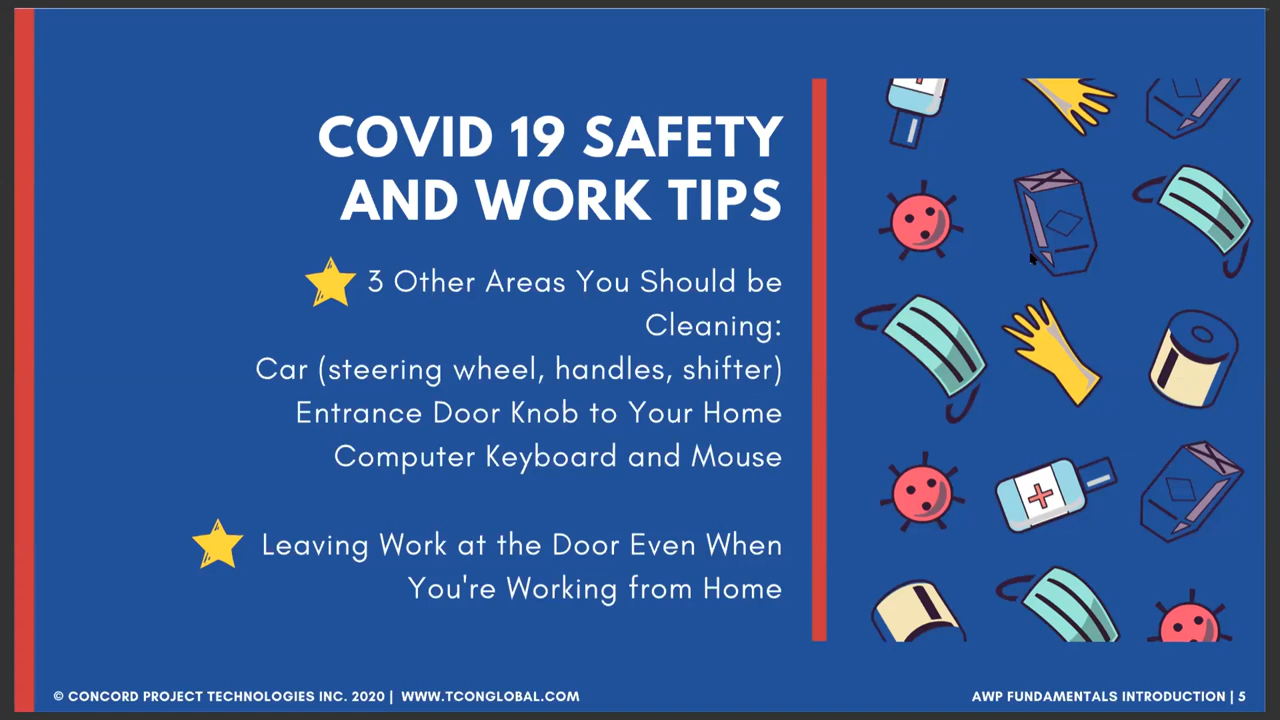 COVID 19 SAFETY
AND WORK TIPS
3 Other Areas You Should be
Cleaning:
Car (steering wheel, handles, shifter)
Entrance Door Knob to Your Home
Computer Keyboard and Mouse
Leaving Work at the Door Even When
You're Working from Home
© CONCORD PROJECT TECHNOLOGIES INC. 2020 | WWW.TCONGLOBAL.COM
AWP FUNDAMENTALS INTRODUCTION | 5